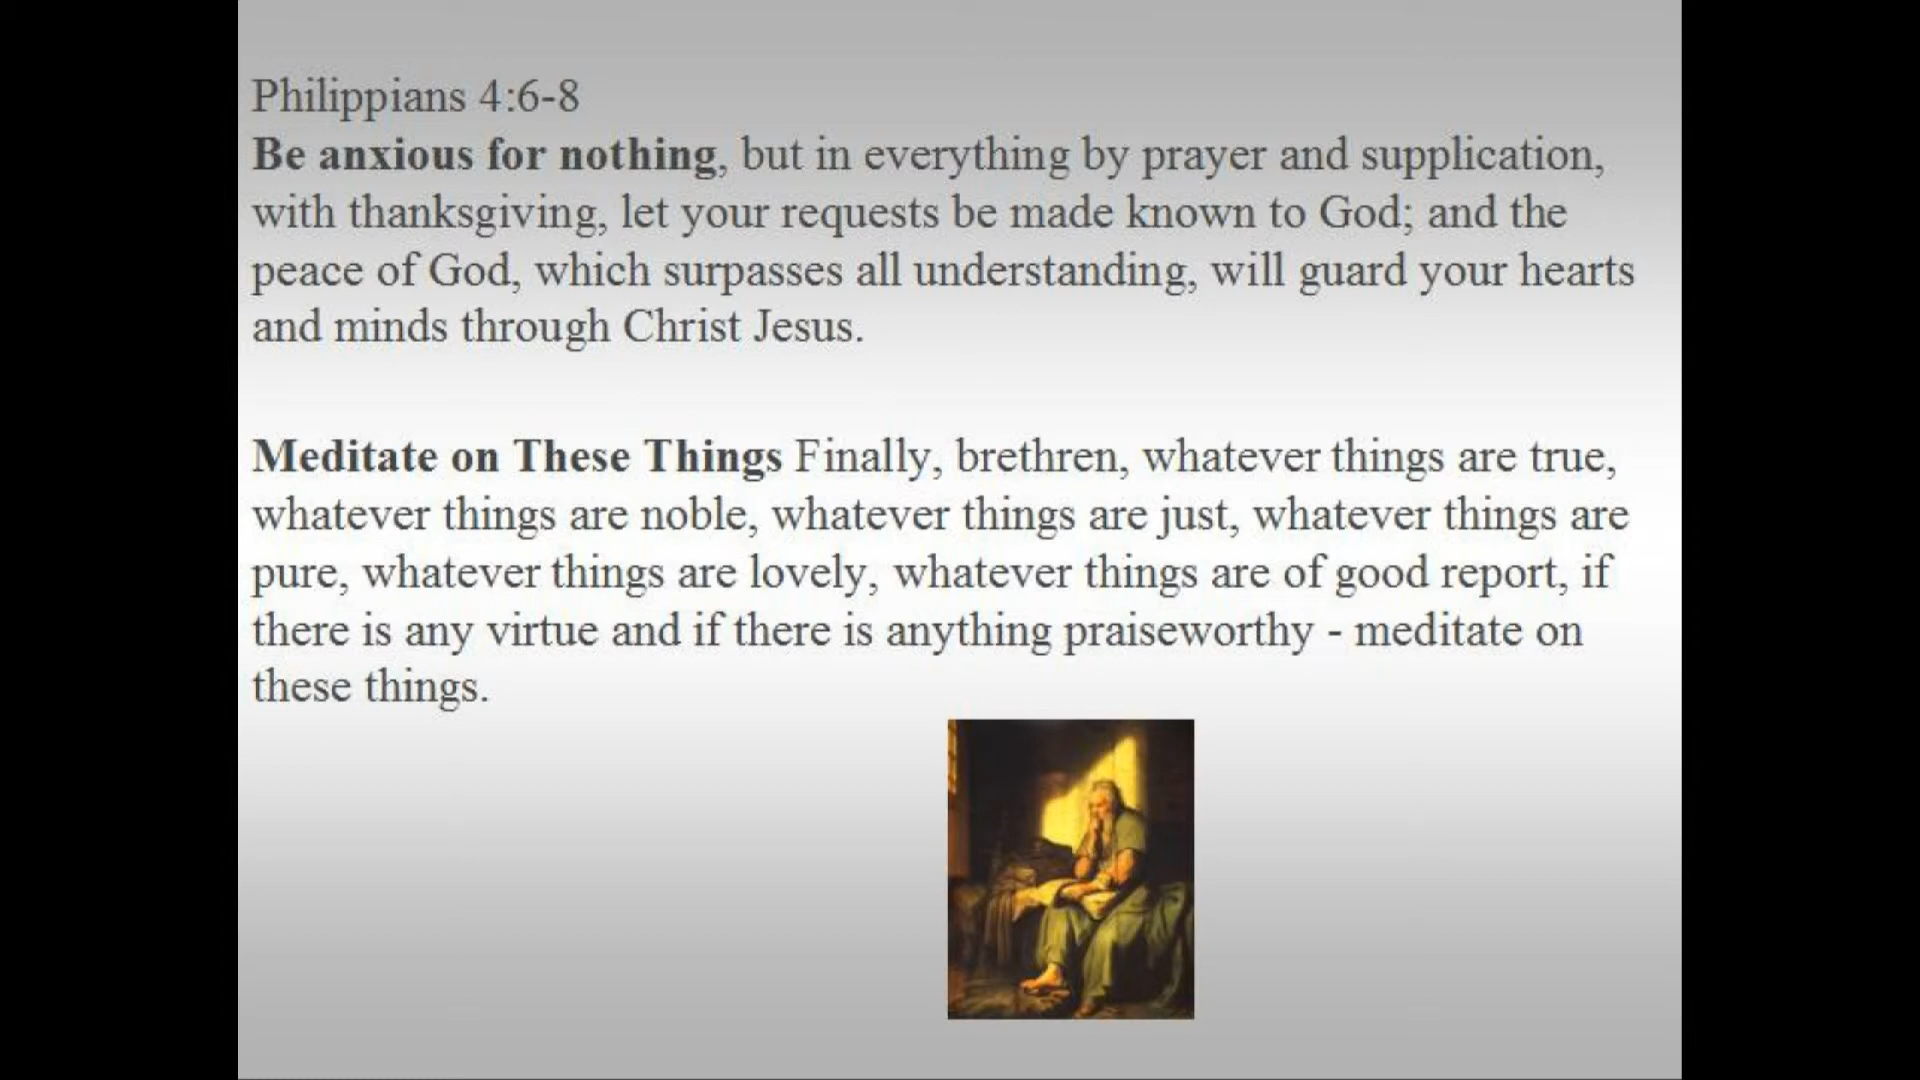 Philippians 4:6-8
Be anxious for nothing, but in everything by prayer and supplication,
with thanksgiving, let your requests be made known to God; and the
peace of God, which surpasses all understanding, will guard your hearts
and minds through Christ Jesus.
Meditate on These Things Finally, brethren, whatever things are true,
whatever things are noble, whatever things are just, whatever things are
pure, whatever things are lovely, whatever things are of good report, if
there is any virtue and if there is anything praiseworthy - meditate on
these things.